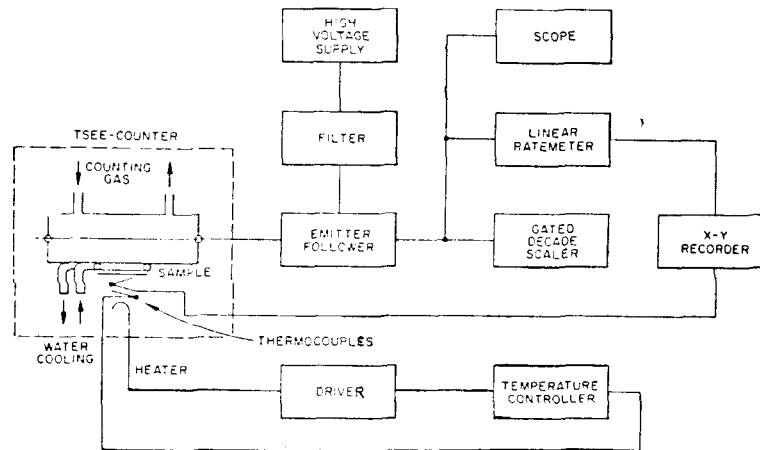 HIGH
VOLTAGE
SUPPLY
SCOPE
TSEE-COUNTER
COUNTING
GAS
FILTER
LINEAR
RATEMETER
EMITTER
FOLLOWER
GATED
DECADE
SCALER
X-Y
RECORDER
SAMPLE
WATER
COOLING
THERMOCOUPLES
HEATER
DRIVER
TEMPERATURE
CONTROLLER